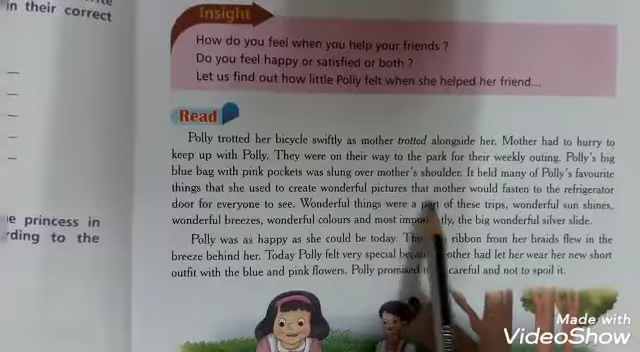 in their correct
e princess in
rding to the
Insight
How do you feel when you help your friends ?
Do you feel happy or satisfied or both ?
Let us find out how little Polly felt when she helped her friend...
Read
Polly trotted her bicycle swiftly as mother trotted alongside her. Mother had to hurry to
keep up with Polly. They were on their way to the park for their weekly outing. Polly's big
blue bag with pink pockets was slung over mother's shoulder. It held many of Polly's favourite
things that she used to create wonderful pictures that mother would fasten to the refrigerator
door for everyone to see. Wonderful things were a part of these trips, wonderful sun shines,
wonderful breezes, wonderful colours and most the big wonderful silver slide.
Polly was as happy as she could be today. ribbon from her braids flew in the
breeze behind her. Today Polly felt very special had let her wear her new short
outfit with the blue and pink flowers. Polly careful and not to spoil it.
Made with
VideoShow